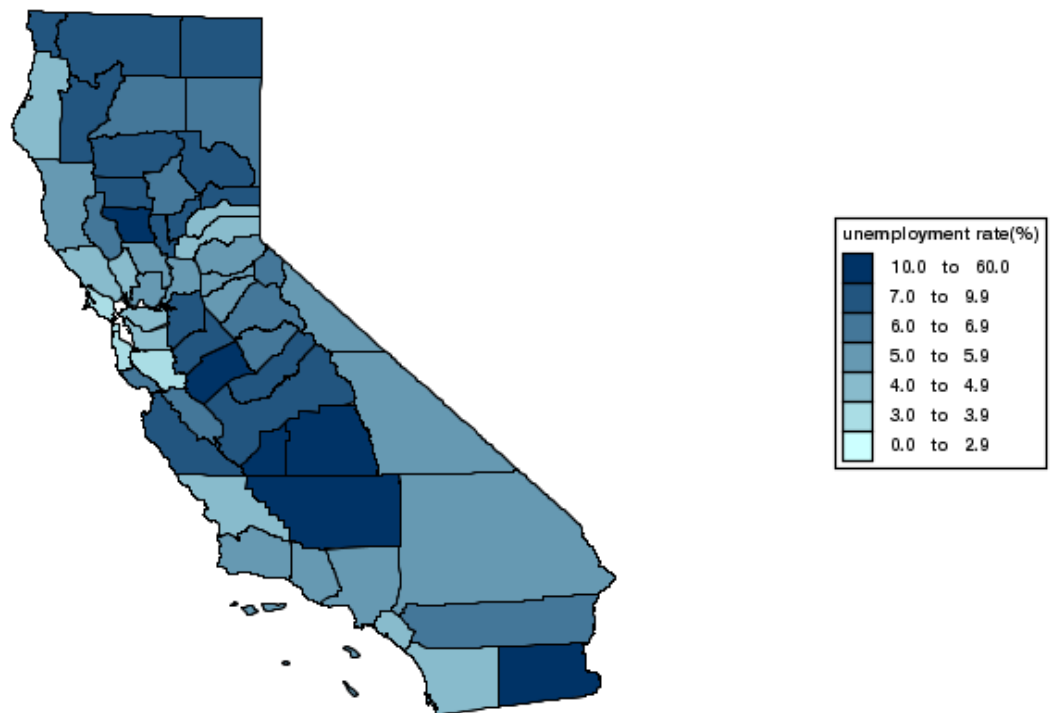 unemployment rate(%)
10.0 to 60.0
7.0 to 9.9
6.0 to 6.9
5.0 to 5.9
4.0 to 4.9
3.0 to 3.9
0.0 to 2.9